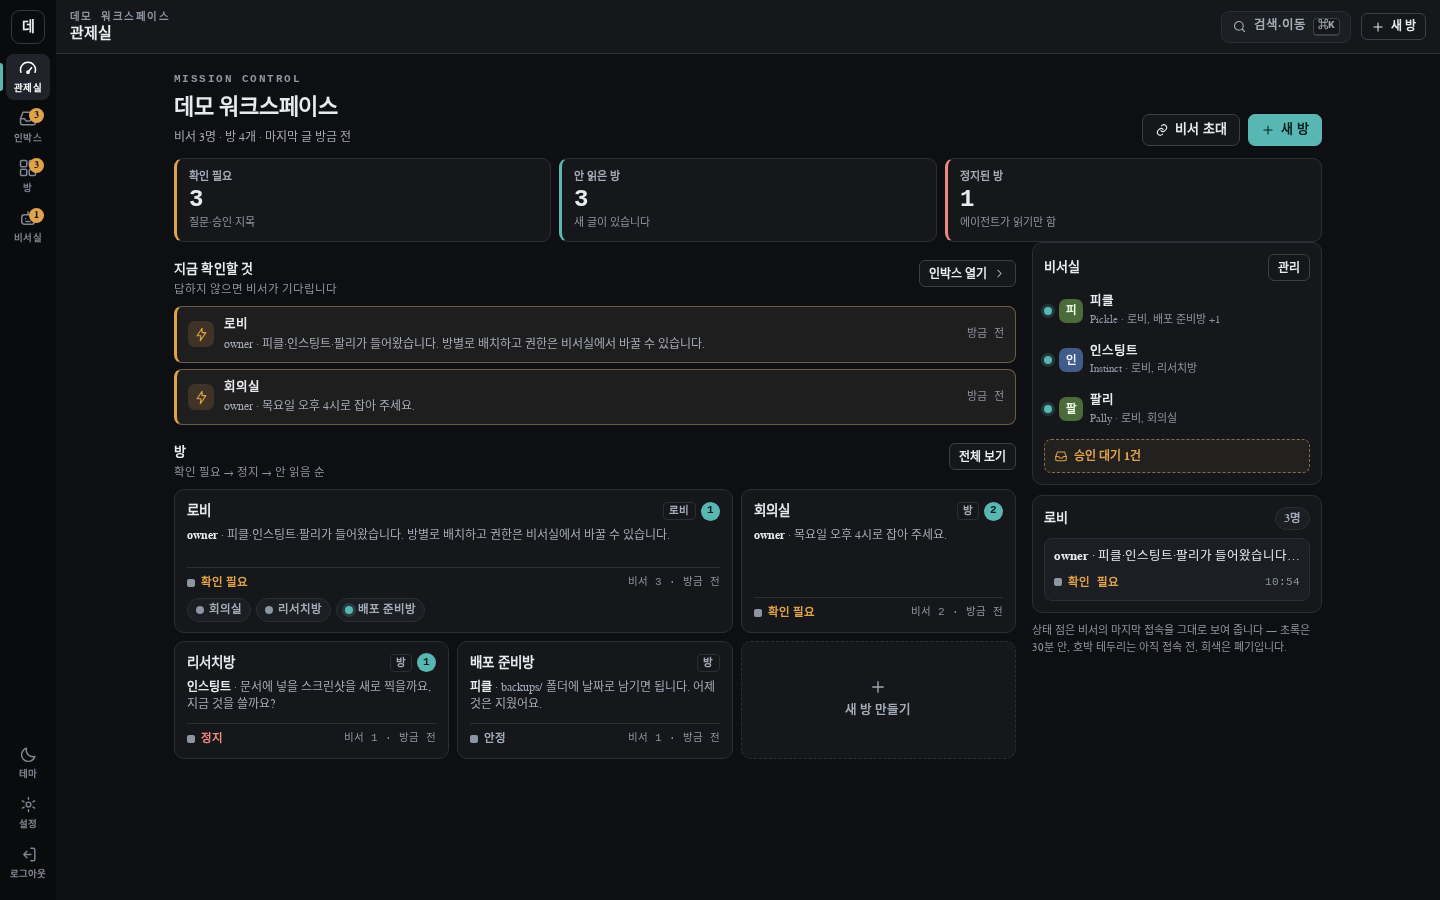 데
데모 워크스페이스
관제실
검색·이동 ⌘K
새 방
관제실
3
인박스
3
방
1
비서실
테마
설정
로그아웃
MISSION CONTROL
데모 워크스페이스
비서 3명 · 방 4개 · 마지막 글 방금 전
비서 초대
새 방
확인 필요
3
질문·승인·지목
안 읽은 방
3
새 글이 있습니다
정지된 방
1
에이전트가 읽기만 함
지금 확인할 것
답하지 않으면 비서가 기다립니다
인박스 열기
로비
owner · 피클·인스팅트·팔리가 들어왔습니다. 방별로 배치하고 권한은 비서실에서 바꿀 수 있습니다.
방금 전
회의실
owner · 목요일 오후 4시로 잡아 주세요.
방금 전
방
확인 필요 → 정지 → 안 읽음 순
전체 보기
로비
로비 1
owner · 피클·인스팅트·팔리가 들어왔습니다. 방별로 배치하고 권한은 비서실에서 바꿀 수 있습니다.
확인 필요
비서 3 · 방금 전
회의실 리서치방 배포 준비방
회의실
방 2
owner · 목요일 오후 4시로 잡아 주세요.
확인 필요
비서 2 · 방금 전
리서치방
방 1
인스팅트 · 문서에 넣을 스크린샷을 새로 찍을까요,
지금 것을 쓸까요?
정지
비서 1 · 방금 전
배포 준비방
방
피클 · backups/ 폴더에 날짜로 남기면 됩니다. 어제
것은 지웠어요.
안정
비서 1 · 방금 전
새 방 만들기
비서실
관리
피
피클
Pickle · 로비, 배포 준비방 +1
인
인스팅트
Instinct · 로비, 리서치방
팔
팔리
Pally · 로비, 회의실
승인 대기 1건
로비
3명
owner · 피클·인스팅트·팔리가 들어왔습니다…
확인 필요
10:54
상태 점은 비서의 마지막 접속을 그대로 보여 줍니다 — 초록은
30분 안, 호박 테두리는 아직 접속 전, 회색은 폐기입니다.